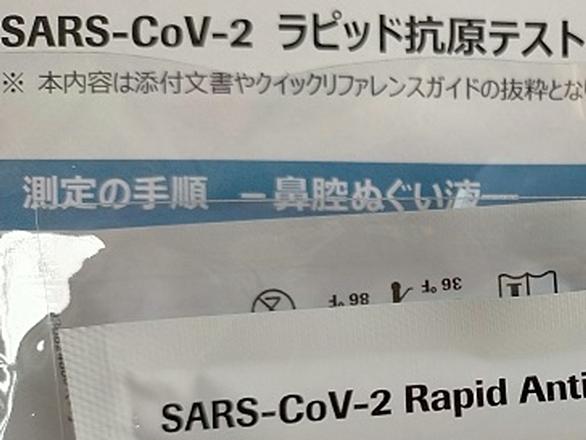 SARS-CoV-2 ラピッド抗原テスト
※ 本内容は添付文書やクイックリファレンスガイドの抜粋とな
測定の手順 －鼻腔ぬぐい液
98 °F
36 °F
SARS-CoV-2 Rapid Anti